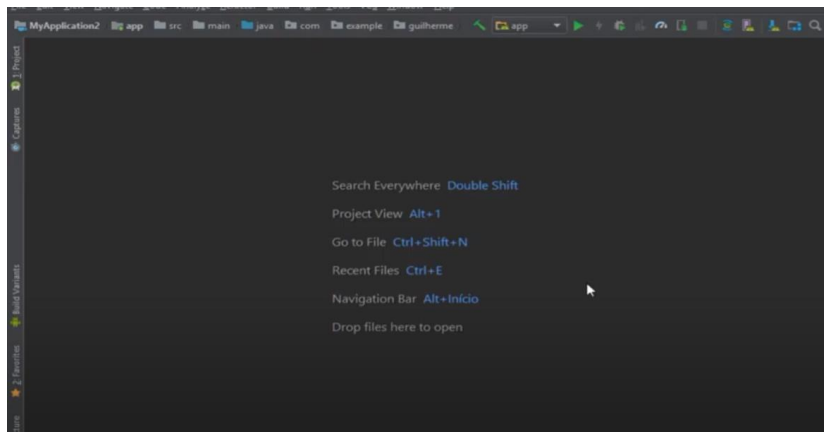 MyApplication2 app src main java com example guilherme app
1: Project
Captures
Search Everywhere Double Shift
Project View Alt+1
Go to File Ctrl+Shift+N
Recent Files Ctrl+E
Navigation Bar Alt+Início
Drop files here to open
Build Variants
2: Favorites